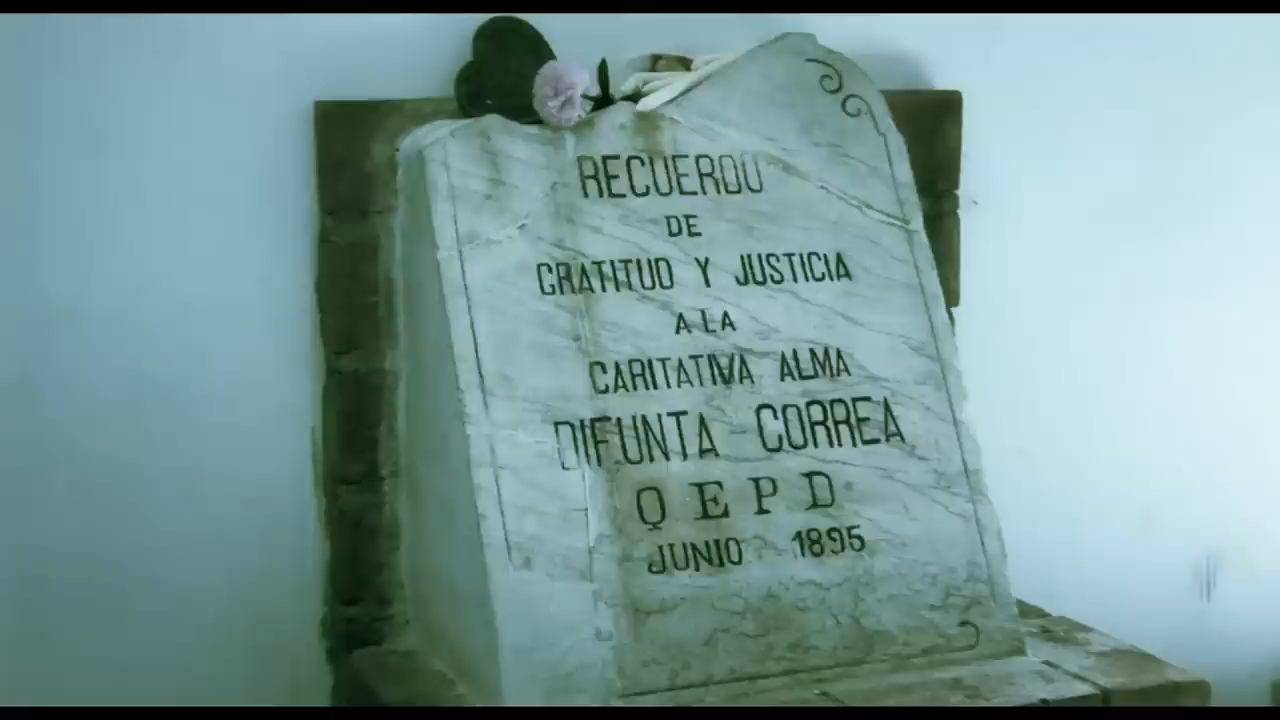 RECUERDO
DE
GRATITUD Y JUSTICIA
A LA
CARITATIVA ALMA
DIFUNTA CORREA
Q E P D
JUNIO 1895